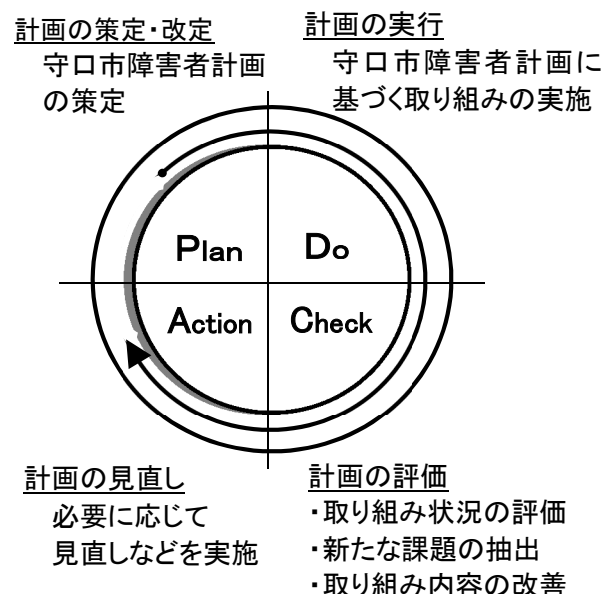 計画の策定・改定
守口市障害者計画
の策定
計画の実行
守口市障害者計画に
基づく取り組みの実施
Plan
Do
Action
Check
計画の見直し
必要に応じて
見直しなどを実施
計画の評価
・取り組み状況の評価
・新たな課題の抽出
・取り組み内容の改善